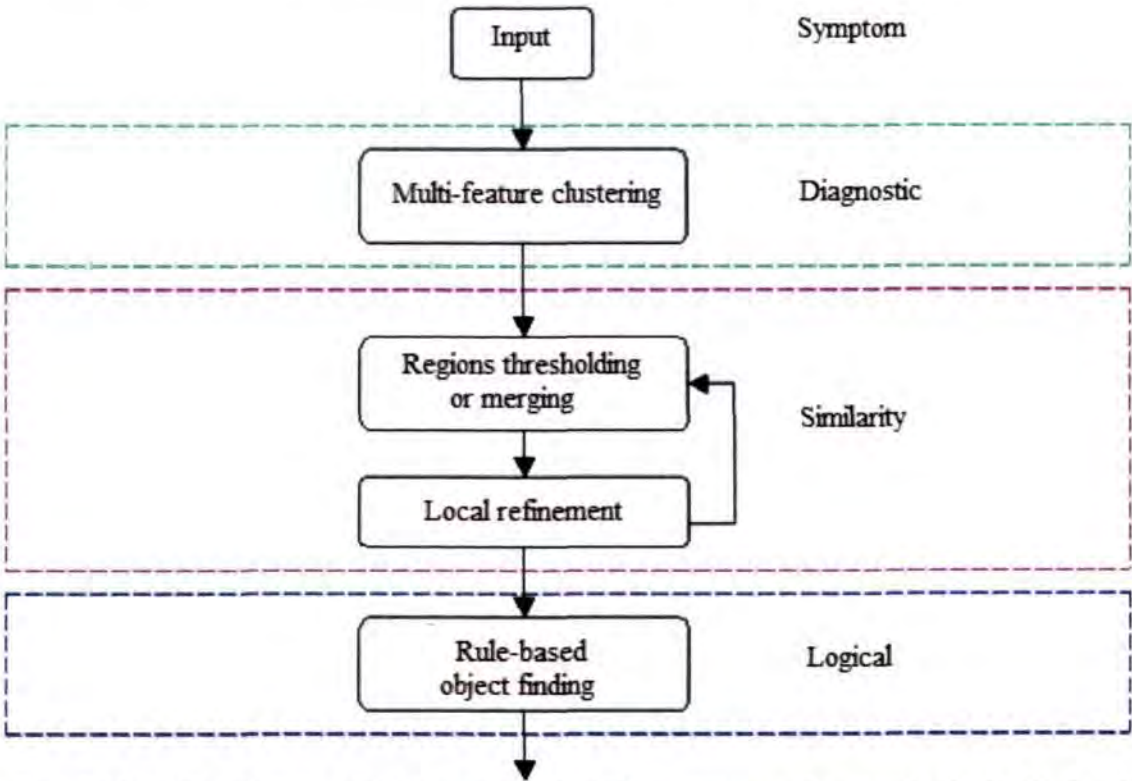 Input
Symptom
Multi-feature clustering
Diagnostic
Regions thresholding
or merging
Similarity
Local refinement
Rule-based
object finding
Logical